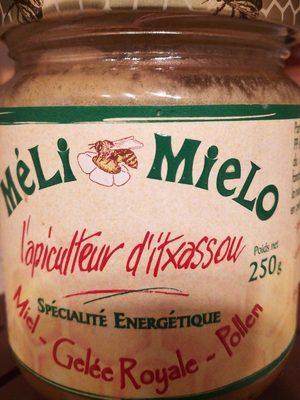 MéLi MieLo
l'apiculteur d'itxassou
Poids net
250g
SPÉCIALITÉ ENERGÉTIQUE
Miel - Gelée Royale - Pollen